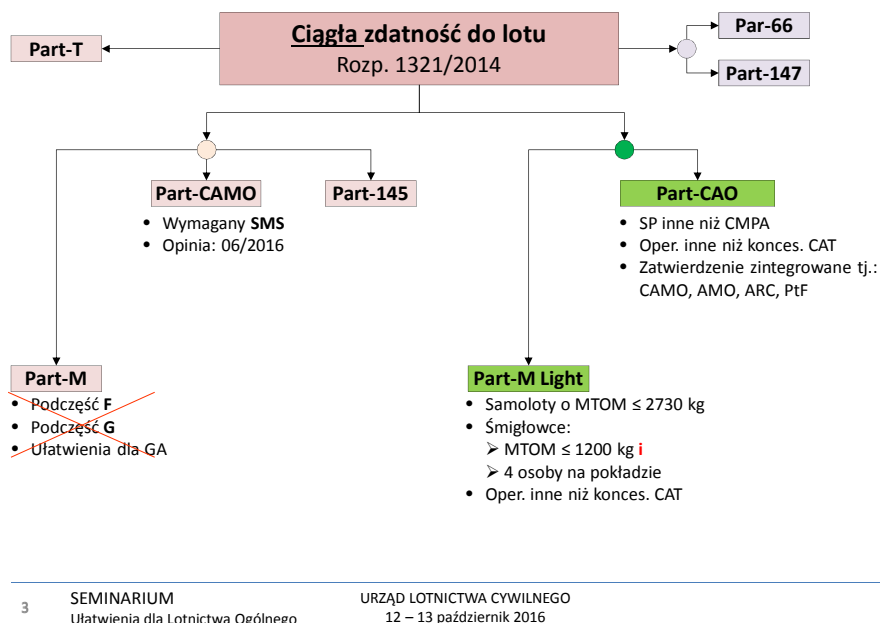 Ciągła zdatność do lotu
Rozp. 1321/2014
Part-T
Par-66
Part-147
Part-CAMO
• Wymagany SMS
• Opinia: 06/2016
Part-145
Part-CAO
• SP inne niż CMPA
• Oper. inne niż konces. CAT
• Zatwierdzenie zintegrowane tj.:
CAMO, AMO, ARC, PtF
Part-M
• Podczęść F
• Podczęść G
• Ułatwienia dla GA
Part-M Light
• Samoloty o MTOM ≤ 2730 kg
• Śmigłowce:
➢ MTOM ≤ 1200 kg i
➢ 4 osoby na pokładzie
• Oper. inne niż konces. CAT
3
SEMINARIUM
Ułatwienia dla Lotnictwa Ogólnego
URZĄD LOTNICTWA CYWILNEGO
12 – 13 październik 2016